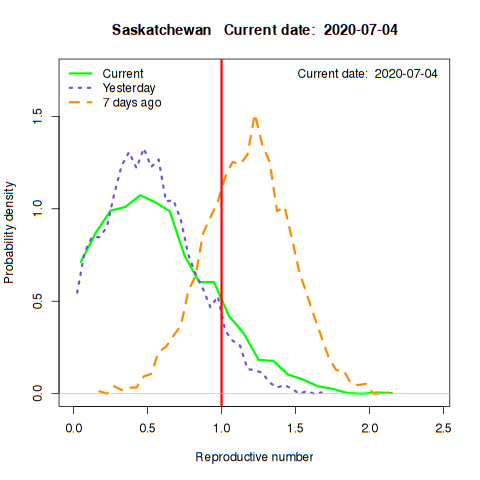 Saskatchewan Current date: 2020-07-04
Current date: 2020-07-04
Current
Yesterday
7 days ago
Probability density
0.0
0.5
1.0
1.5
0.0 0.5 1.0 1.5 2.0 2.5
Reproductive number